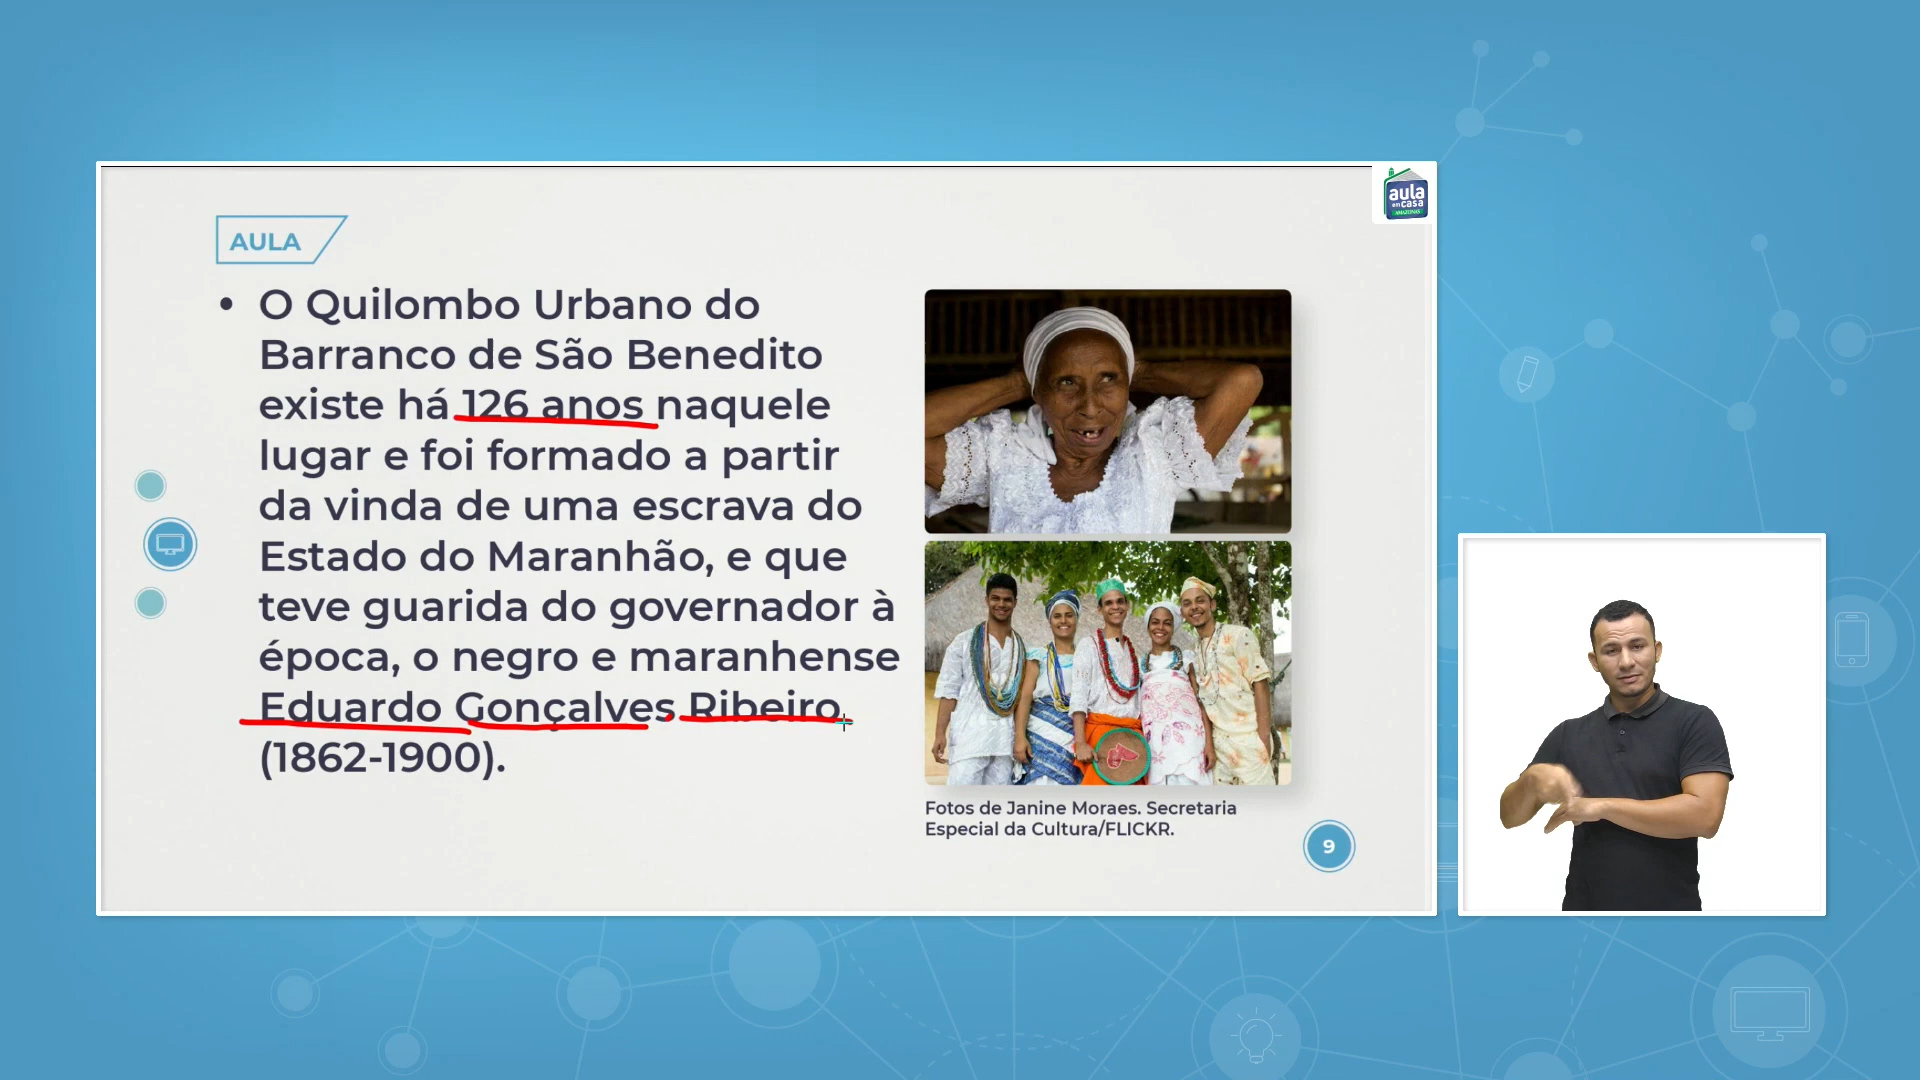 aula
em casa
AMAZONAS
AULA
• O Quilombo Urbano do
Barranco de São Benedito
existe há 126 anos naquele
lugar e foi formado a partir
da vinda de uma escrava do
Estado do Maranhão, e que
teve guarida do governador à
época, o negro e maranhense
Eduardo Gonçalves Ribeiro,
(1862-1900).
Fotos de Janine Moraes. Secretaria
Especial da Cultura/FLICKR.
9